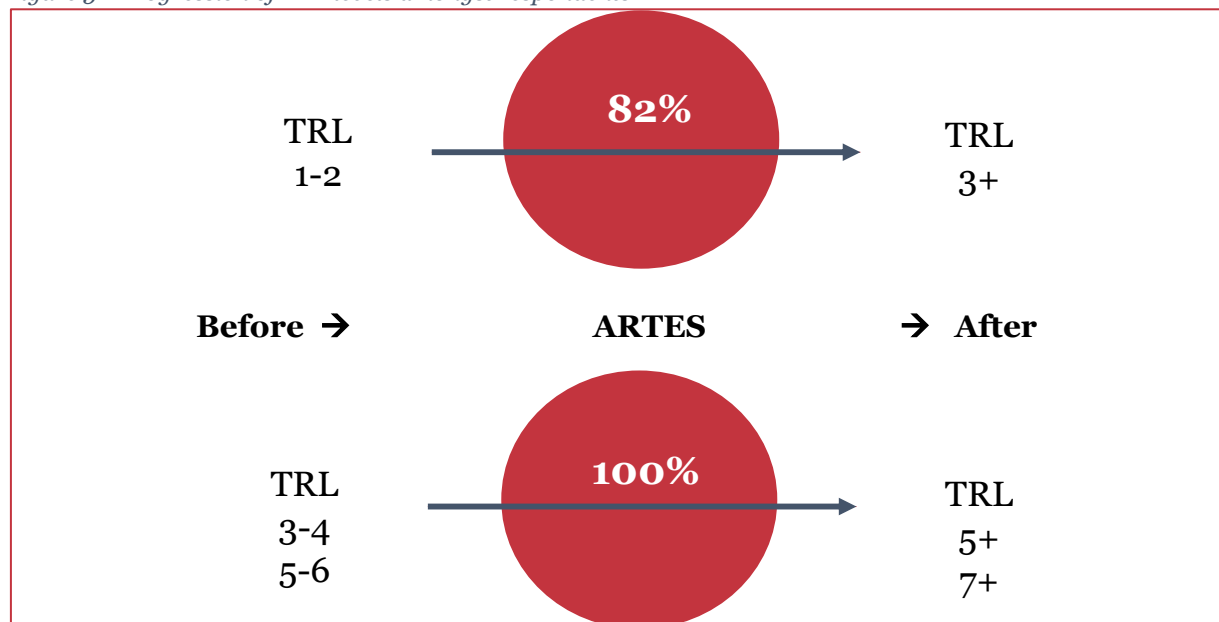 82%
TRL
1-2
TRL
3+
Before → ARTES → After
100%
TRL
3-4
5-6
TRL
5+
7+